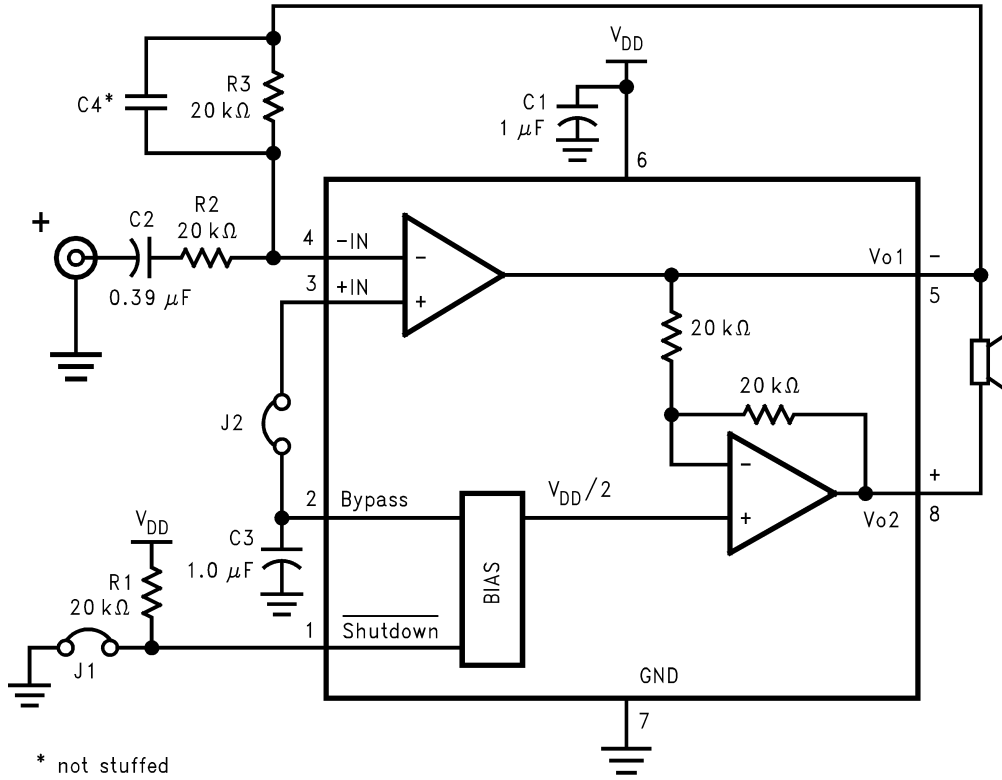 V_DD
R3
20 kΩ
C4*
C1
1 μF
6
+
C2
R2
20 kΩ
0.39 μF
4
-IN
3
+IN
-
+
Vo1
-
5
20 kΩ
20 kΩ
J2
2
Bypass
V_DD/2
-
+
+
8
Vo2
V_DD
C3
1.0 μF
R1
20 kΩ
BIAS
1
Shutdown
J1
GND
7
* not stuffed